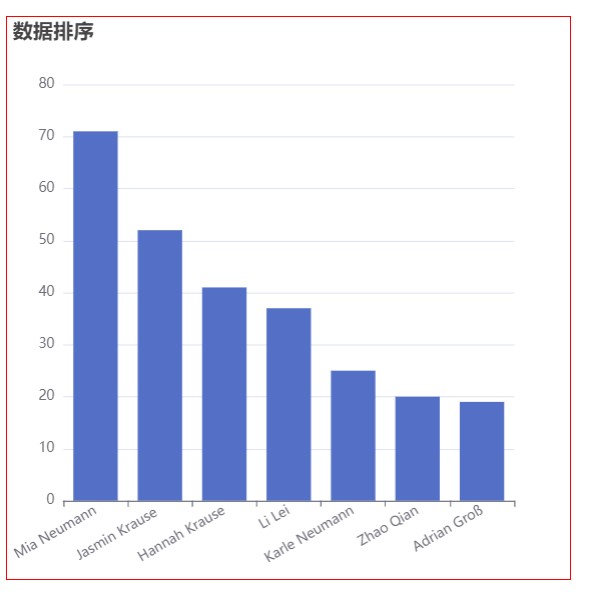 数据排序
80
70
60
50
40
30
20
10
0
Mia Neumann
Jasmin Krause
Hannah Krause
Li Lei
Karle Neumann
Zhao Qian
Adrian Groß